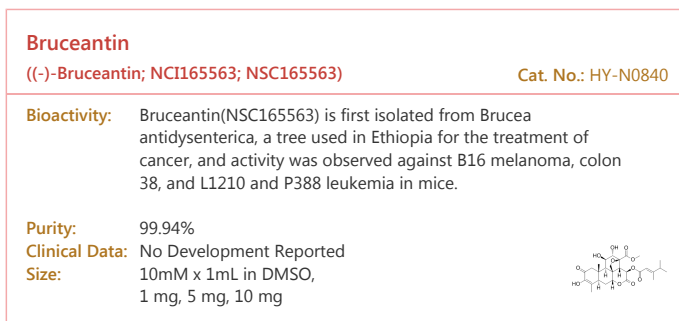 Bruceantin
((-)-Bruceantin; NCI165563; NSC165563) Cat. No.: HY-N0840
Bioactivity: Bruceantin(NSC165563) is first isolated from Brucea
antidysenterica, a tree used in Ethiopia for the treatment of
cancer, and activity was observed against B16 melanoma, colon
38, and L1210 and P388 leukemia in mice.
Purity: 99.94%
Clinical Data: No Development Reported
Size: 10mM x 1mL in DMSO,
1 mg, 5 mg, 10 mg